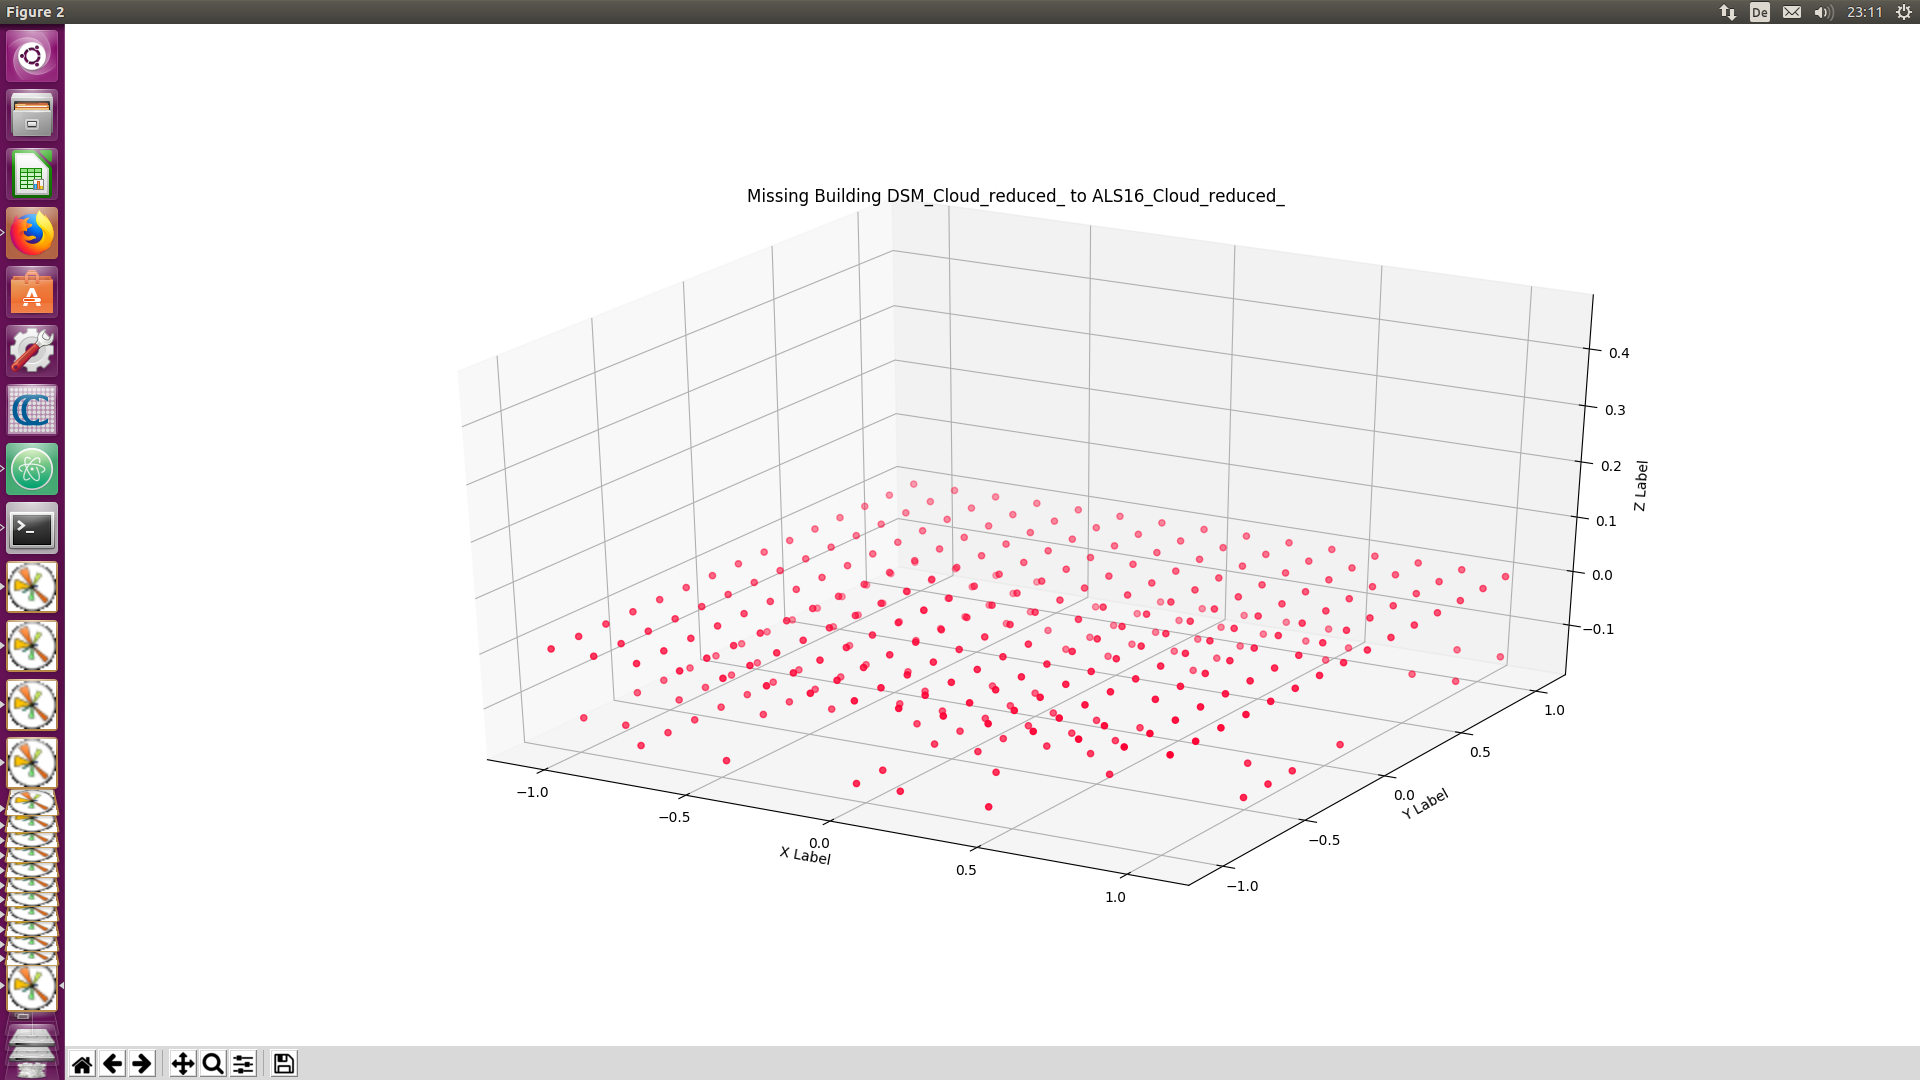 Figure 2
De
23:11
Missing Building DSM_Cloud_reduced_ to ALS16_Cloud_reduced_
0.4
0.3
0.2
0.1
0.0
−0.1
Z Label
1.0
0.5
0.0
−0.5
−1.0
Y Label
−1.0
−0.5
0.0
0.5
1.0
X Label